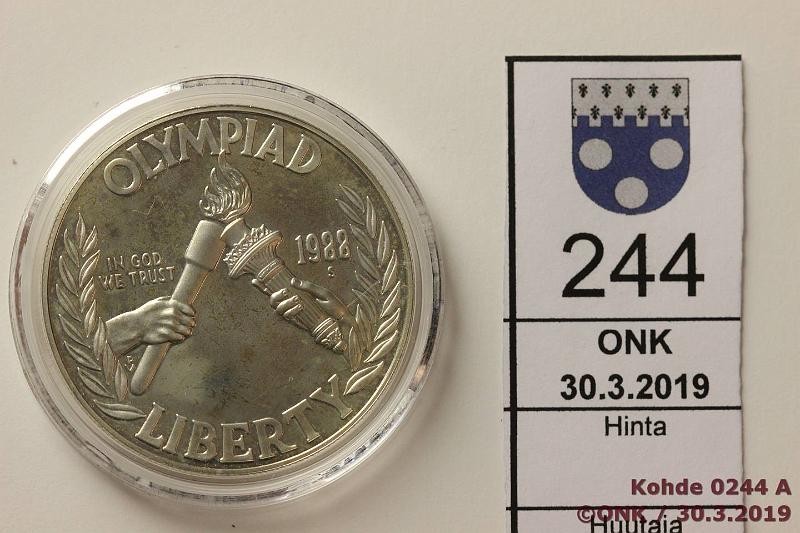 OLYMPIAD
IN GOD
WE TRUST
1988
S
LIBERTY
244
ONK
30.3.2019
Hinta
Huutaja
Kohde 0244 A
©ONK / 30.3.2019